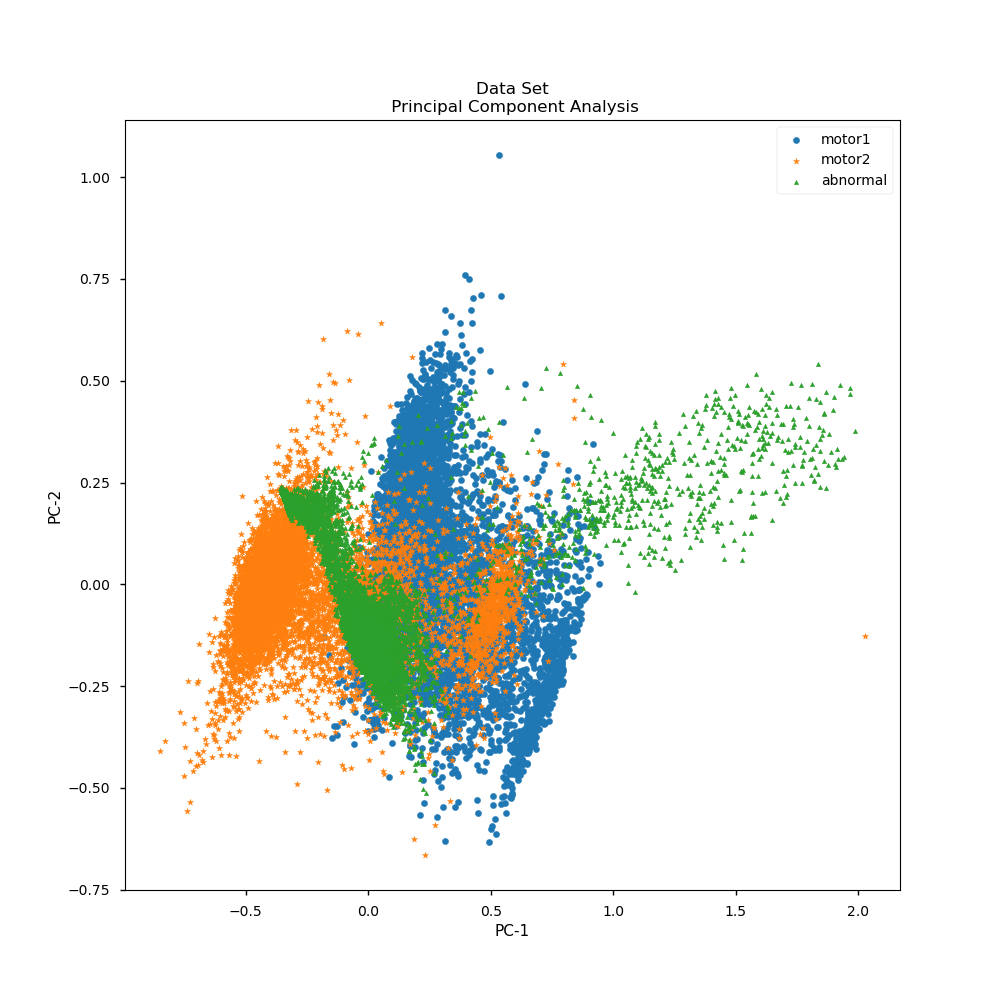 Data Set
Principal Component Analysis
motor1
motor2
abnormal
1.00
0.75
0.50
0.25
0.00
−0.25
−0.50
−0.75
PC-2
−0.5
0.0
0.5
1.0
1.5
2.0
PC-1